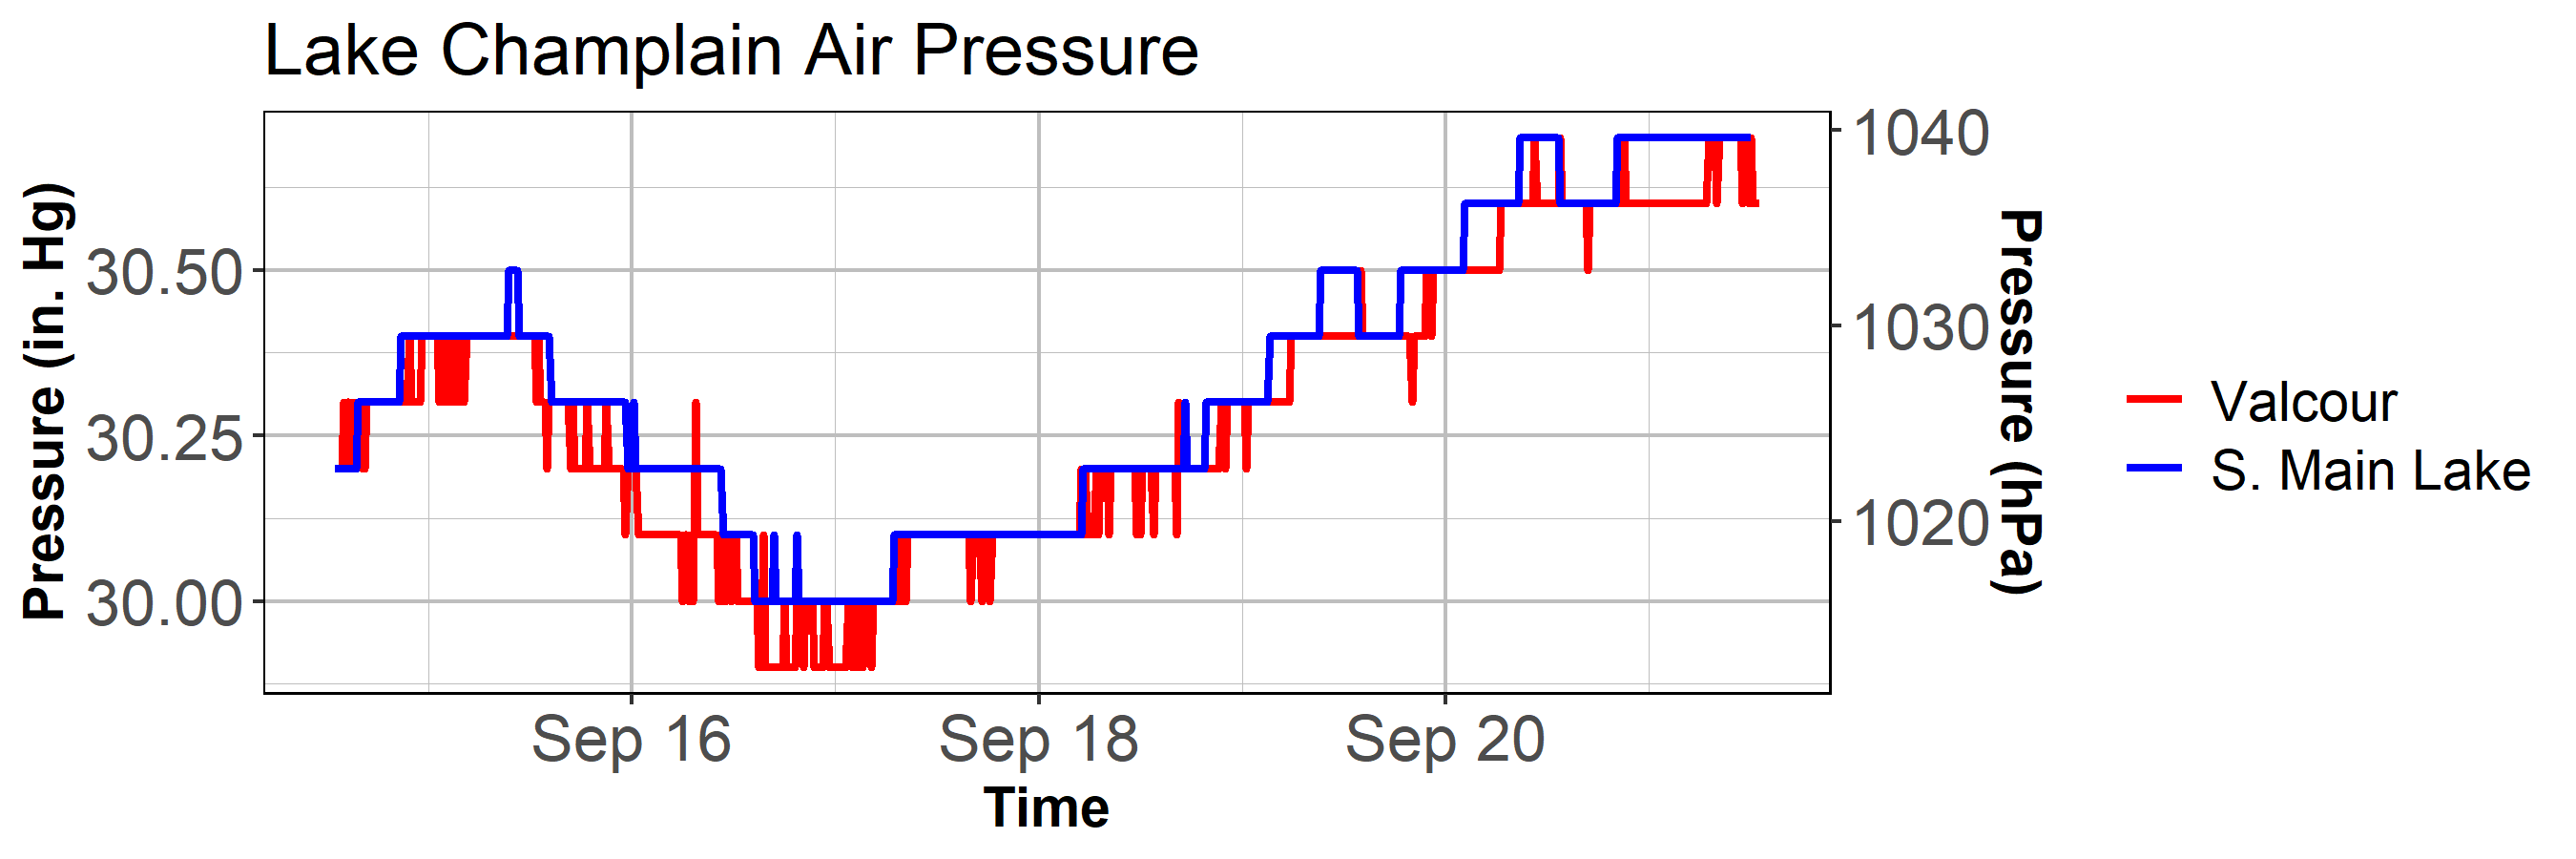 Lake Champlain Air Pressure
Pressure (in. Hg)
30.50
30.25
30.00
1040
1030
1020
Pressure (hPa)
Sep 16
Sep 18
Sep 20
Time
Valcour
S. Main Lake